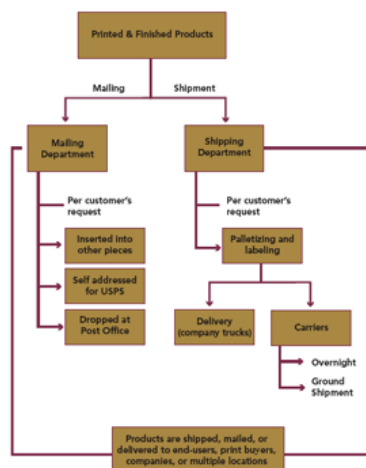 Printed & Finished Products
Mailing
Shipment
Mailing
Department
Shipping
Department
Per customer's
request
Per customer's
request
Inserted into
other pieces
Palletizing and
labeling
Self addressed
for USPS
Dropped at
Post Office
Delivery
(company trucks)
Carriers
Overnight
Ground
Shipment
Products are shipped, mailed, or
delivered to end-users, print buyers,
companies, or multiple locations